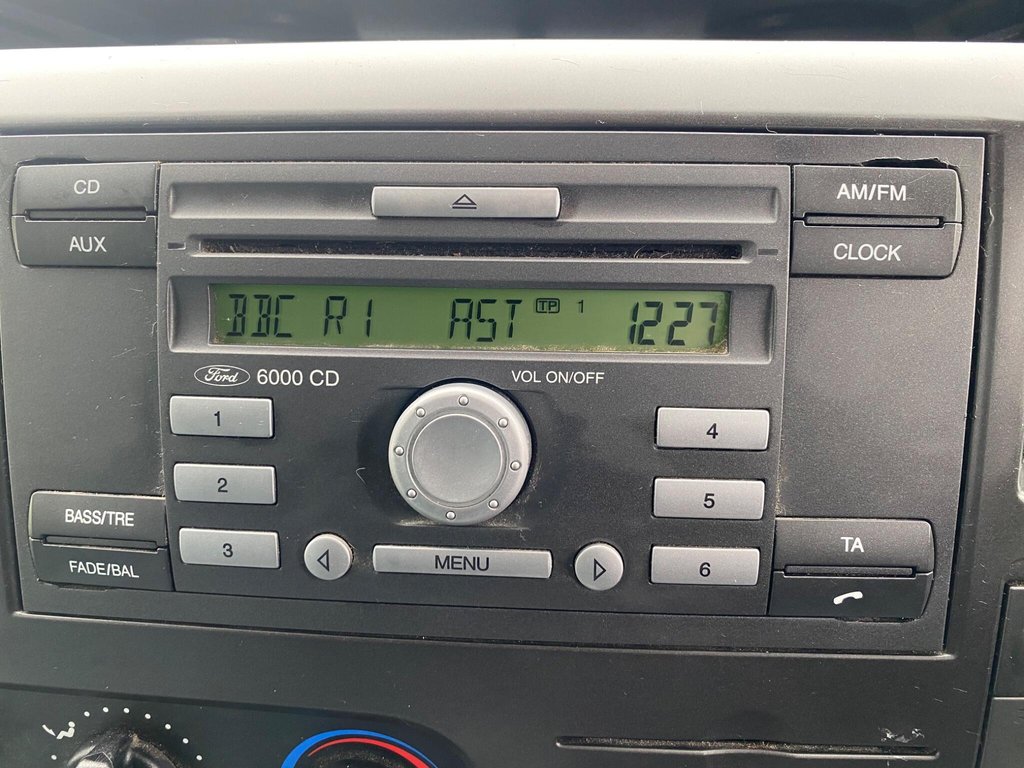 CD
AUX
AM/FM
CLOCK
BBC R1 AST TP 1 1227
Ford 6000 CD
VOL ON/OFF
1
2
3
4
5
6
BASS/TRE
FADE/BAL
MENU
TA